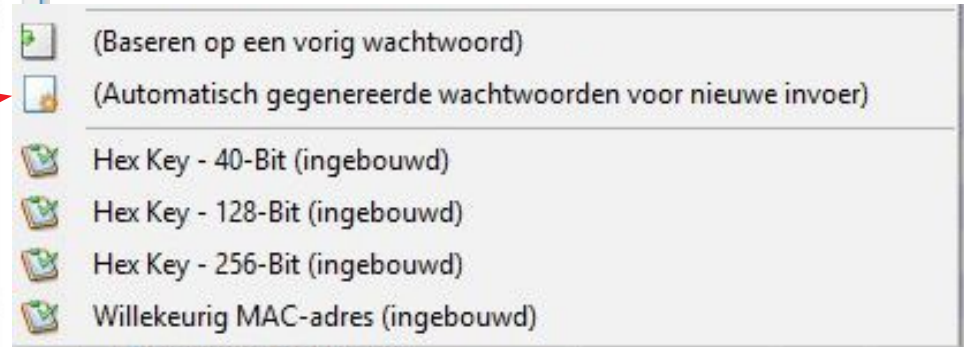 (Baseren op een vorig wachtwoord)
(Automatisch gegenereerde wachtwoorden voor nieuwe invoer)
Hex Key - 40-Bit (ingebouwd)
Hex Key - 128-Bit (ingebouwd)
Hex Key - 256-Bit (ingebouwd)
Willekeurig MAC-adres (ingebouwd)